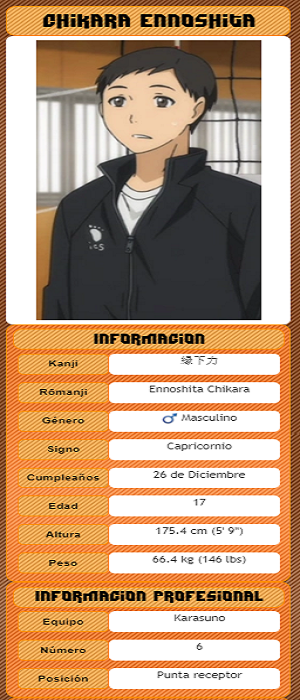 CHIKARA ENNOSHITA
INFORMACION
Kanji 縁下力
Rōmanji Ennoshita Chikara
Género ♂ Masculino
Signo Capricornio
Cumpleaños 26 de Diciembre
Edad 17
Altura 175.4 cm (5' 9")
Peso 66.4 kg (146 lbs)
INFORMACION PROFESIONAL
Equipo Karasuno
Número 6
Posición Punta receptor